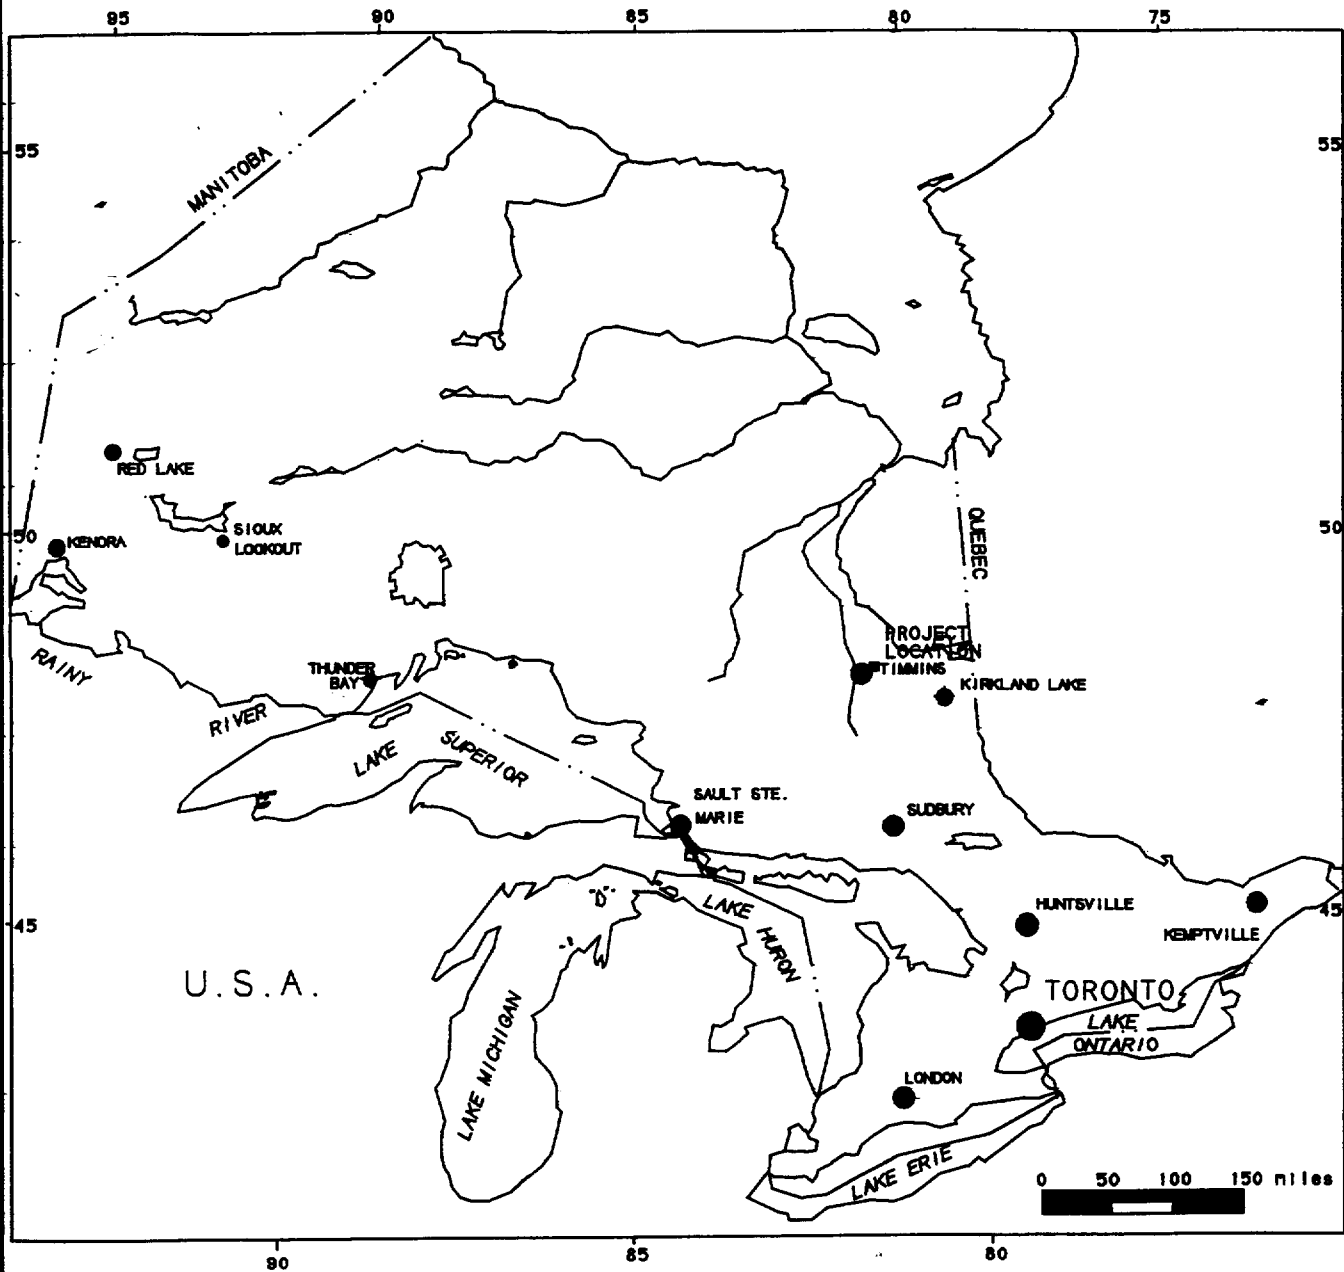 95 90 85 80 75
55 55
MANITOBA
RED LAKE
50 50
KENORA
SIOUX
LOOKOUT
QUEBEC
PROJECT
LOCATION
TIMMINS
KIRKLAND LAKE
RAINY
RIVER
THUNDER
BAY
LAKE
SUPERIOR
SAULT STE.
MARIE
SUDBURY
LAKE
HURON
HUNTSVILLE
45 45
KEMPTVILLE
U.S.A.
TORONTO
LAKE
ONTARIO
LAKE MICHIGAN
LONDON
LAKE ERIE
0 50 100 150 miles
90 85 80